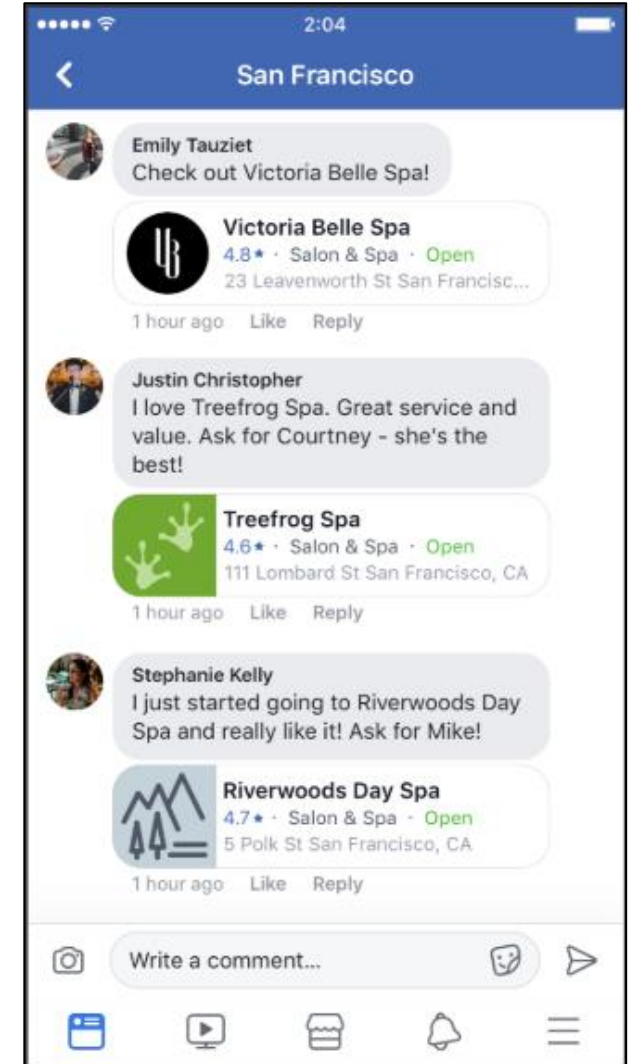 2:04
San Francisco
Emily Tauziet
Check out Victoria Belle Spa!
VB
Victoria Belle Spa
4.8★ · Salon & Spa · Open
23 Leavenworth St San Francisc...
1 hour ago Like Reply
Justin Christopher
I love Treefrog Spa. Great service and
value. Ask for Courtney - she's the
best!
Treefrog Spa
4.6★ · Salon & Spa · Open
111 Lombard St San Francisco, CA
1 hour ago Like Reply
Stephanie Kelly
I just started going to Riverwoods Day
Spa and really like it! Ask for Mike!
Riverwoods Day Spa
4.7★ · Salon & Spa · Open
5 Polk St San Francisco, CA
1 hour ago Like Reply
Write a comment...